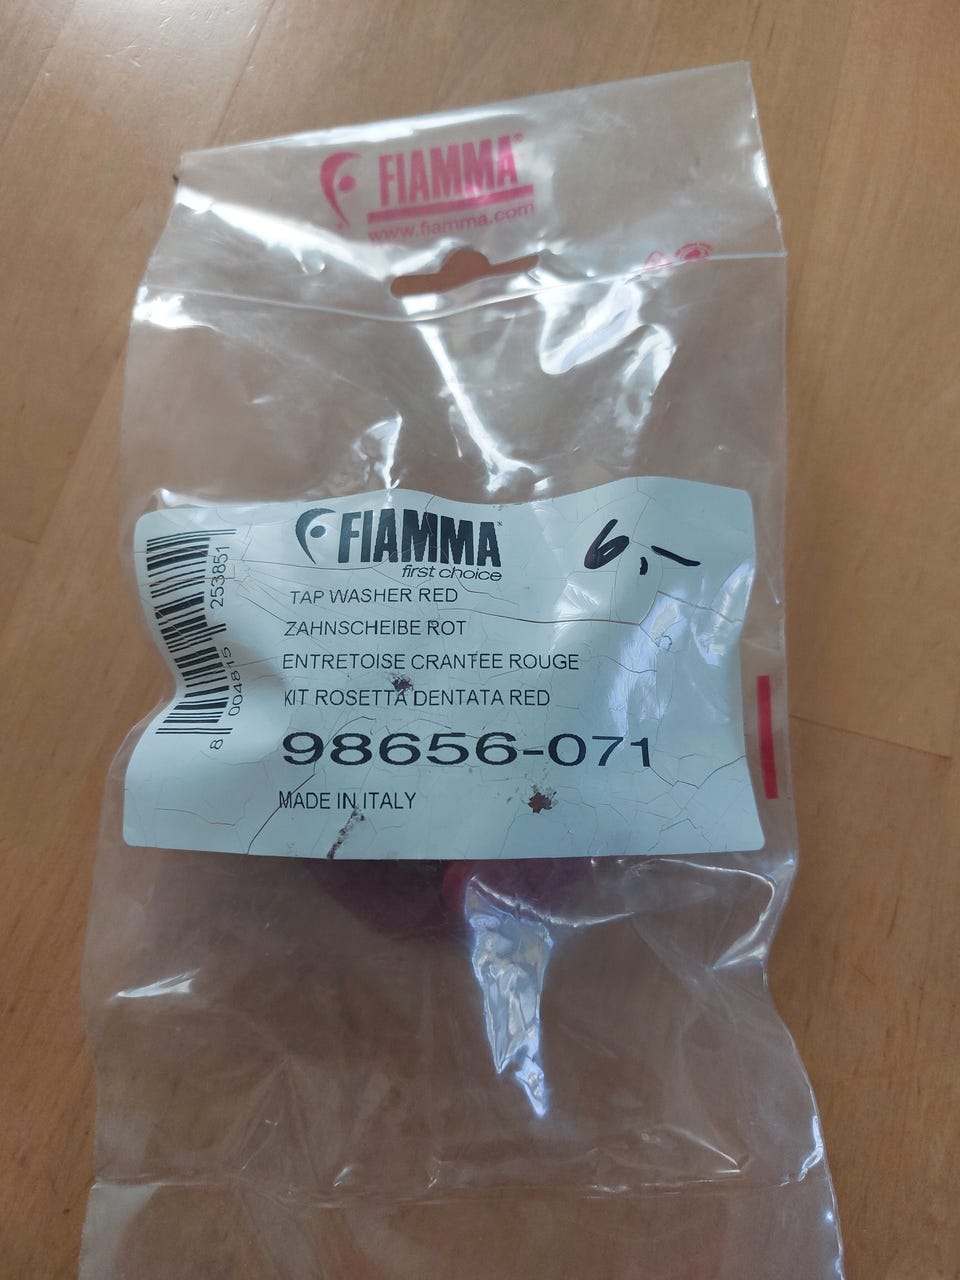 FIAMMA®
www.fiamma.com
FIAMMA
first choice
6,-
TAP WASHER RED
ZAHNSCHEIBE ROT
ENTRETOISE CRANTEE ROUGE
KIT ROSETTA DENTATA RED
98656-071
MADE IN ITALY
8 004815 253851